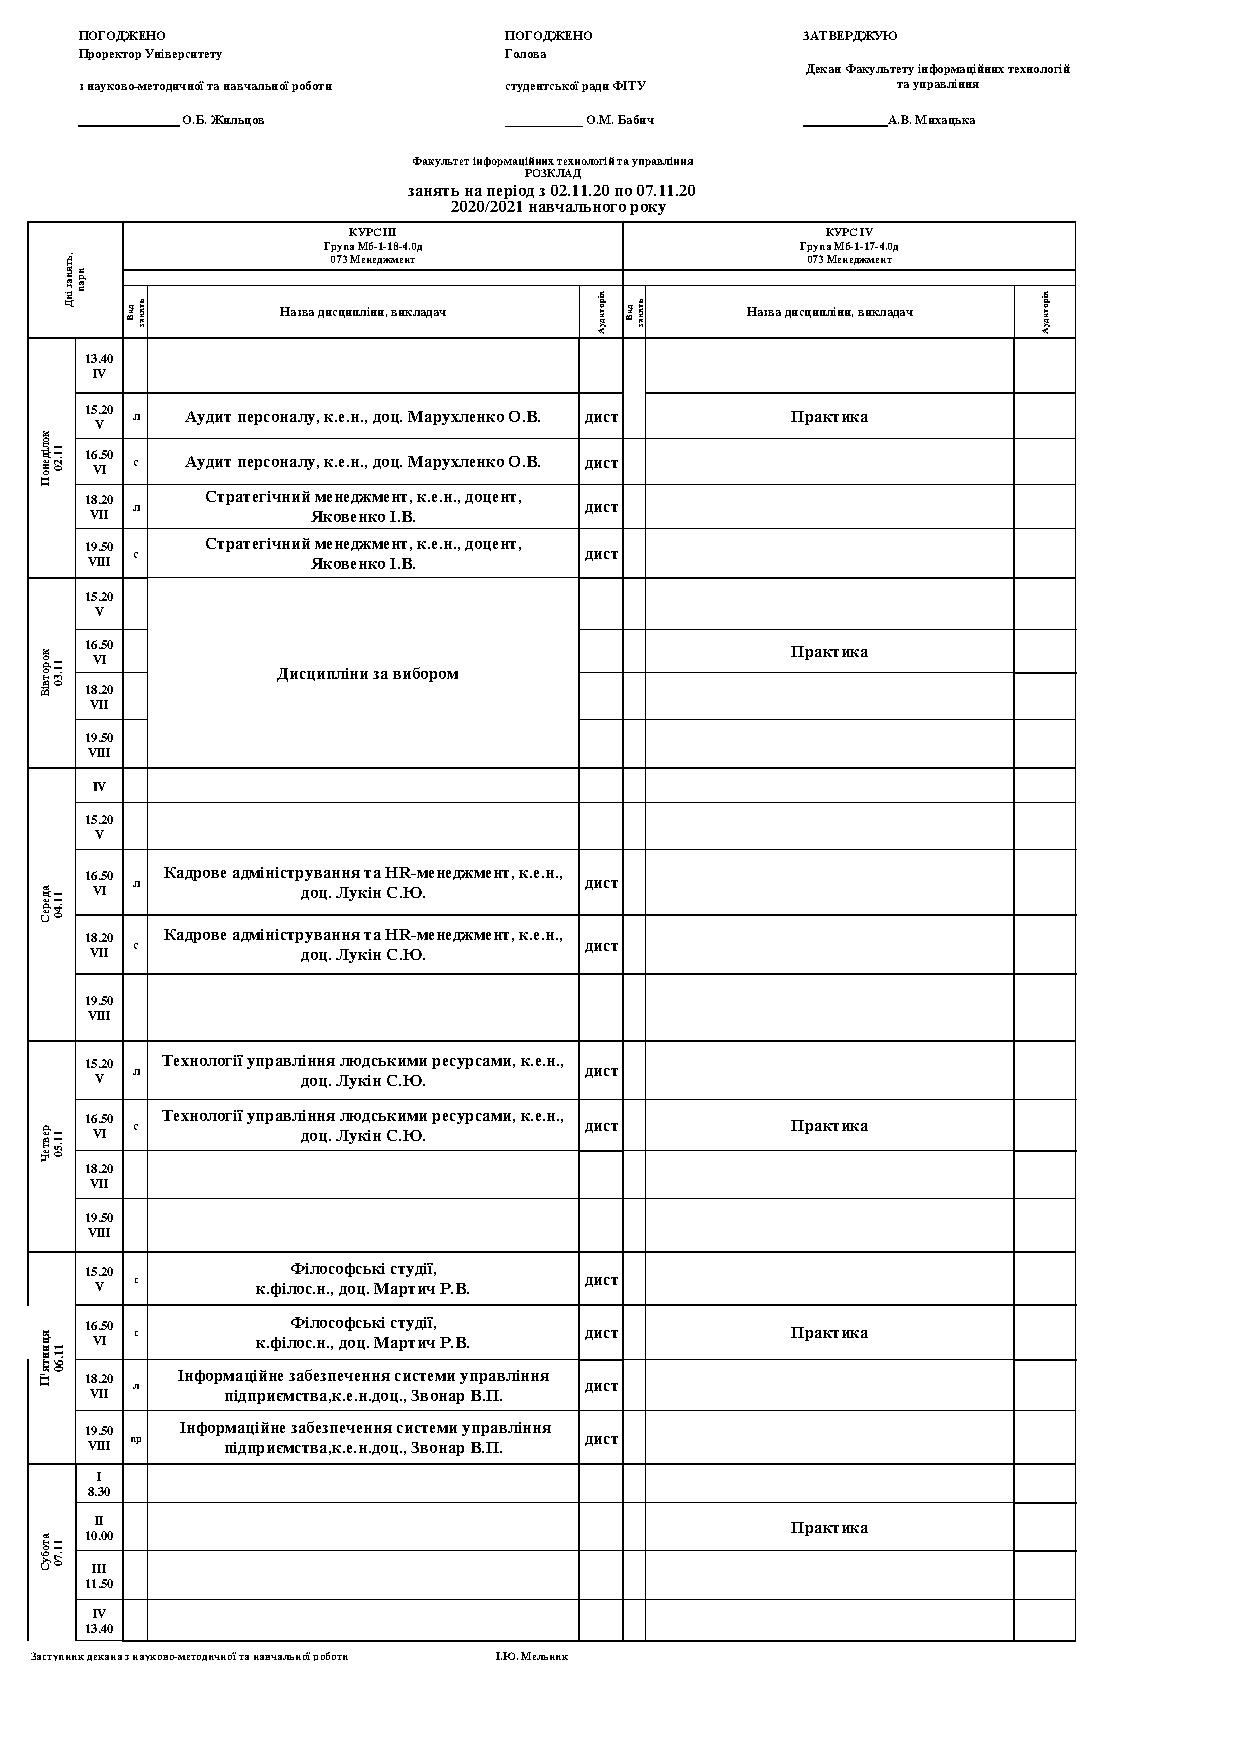 ПОГОДЖЕНО
Проректор Університету
з науково-методичної та навчальної роботи
О.Б. Жильцов
ПОГОДЖЕНО
Голова
студентської ради ФІТУ
О.М. Бабич
ЗАТВЕРДЖУЮ
Декан Факультету інформаційних технологій
та управління
А.В. Михацька
Факультет інформаційних технологій та управління
РОЗКЛАД
занять на період з 02.11.20 по 07.11.20
2020/2021 навчального року
Дні занять,
пари
КУРС III
Група Мб-1-18-4.0д
073 Менеджмент
КУРС IV
Група Мб-1-17-4.0д
073 Менеджмент
Вид
занять
Назва дисципліни, викладач
Аудиторія
Вид
занять
Назва дисципліни, викладач
Аудиторія
Понеділок
02.11
13.40
IV
15.20
V
л
Аудит персоналу, к.е.н., доц. Марухленко О.В.
дист
Практика
16.50
VI
с
Аудит персоналу, к.е.н., доц. Марухленко О.В.
дист
18.20
VII
л
Стратегічний менеджмент, к.е.н., доцент,
Яковенко І.В.
дист
19.50
VIII
с
Стратегічний менеджмент, к.е.н., доцент,
Яковенко І.В.
дист
Вівторок
03.11
15.20
V
16.50
VI
Дисципліни за вибором
Практика
18.20
VII
19.50
VIII
Середа
04.11
IV
15.20
V
16.50
VI
л
Кадрове адміністрування та HR-менеджмент, к.е.н.,
доц. Лукін С.Ю.
дист
18.20
VII
с
Кадрове адміністрування та HR-менеджмент, к.е.н.,
доц. Лукін С.Ю.
дист
19.50
VIII
Четвер
05.11
15.20
V
л
Технології управління людськими ресурсами, к.е.н.,
доц. Лукін С.Ю.
дист
16.50
VI
с
Технології управління людськими ресурсами, к.е.н.,
доц. Лукін С.Ю.
дист
Практика
18.20
VII
19.50
VIII
П'ятниця
06.11
15.20
V
с
Філософські студії,
к.філос.н., доц. Мартич Р.В.
дист
16.50
VI
с
Філософські студії,
к.філос.н., доц. Мартич Р.В.
дист
Практика
18.20
VII
л
Інформаційне забезпечення системи управління
підприємства,к.е.н.доц., Звонар В.П.
дист
19.50
VIII
пр
Інформаційне забезпечення системи управління
підприємства,к.е.н.доц., Звонар В.П.
дист
Субота
07.11
I
8.30
II
10.00
Практика
III
11.50
IV
13.40
Заступник декана з науково-методичної та навчальної роботи
І.Ю. Мельник